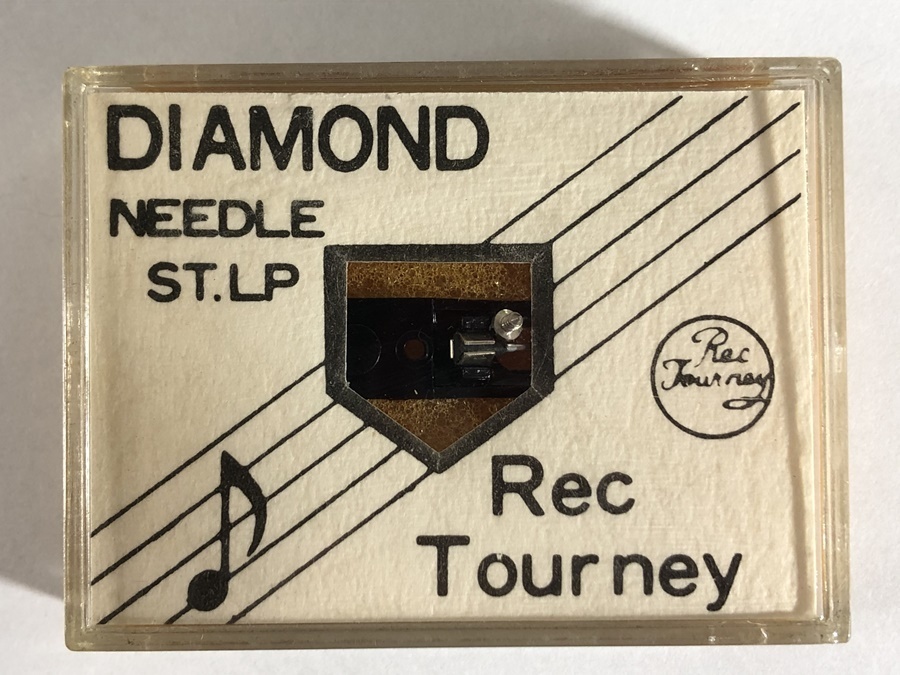 DIAMOND
NEEDLE
ST.LP
Rec
Tourney
Rec
Tourney